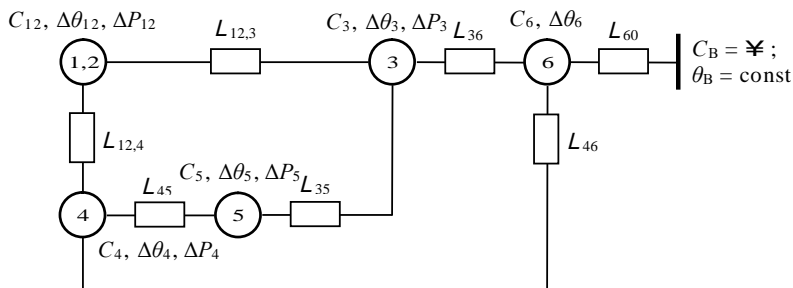 C12, Δθ12, ΔP12
L12,3
C3, Δθ3, ΔP3
L36
C6, Δθ6
L60
1,2
3
6
CB = ¥ ;
θB = const
L12,4
L46
C5, Δθ5, ΔP5
L45
L35
4
5
C4, Δθ4, ΔP4